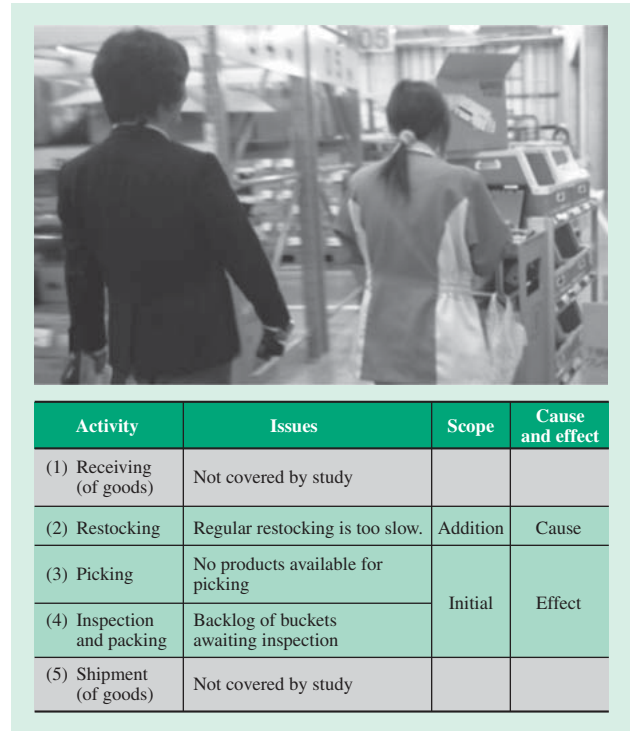 05
Activity
Issues
Scope
Cause
and effect
(1) Receiving
(of goods)
Not covered by study
(2) Restocking
Regular restocking is too slow.
Addition
Cause
(3) Picking
No products available for
picking
Initial
Effect
(4) Inspection
and packing
Backlog of buckets
awaiting inspection
(5) Shipment
(of goods)
Not covered by study